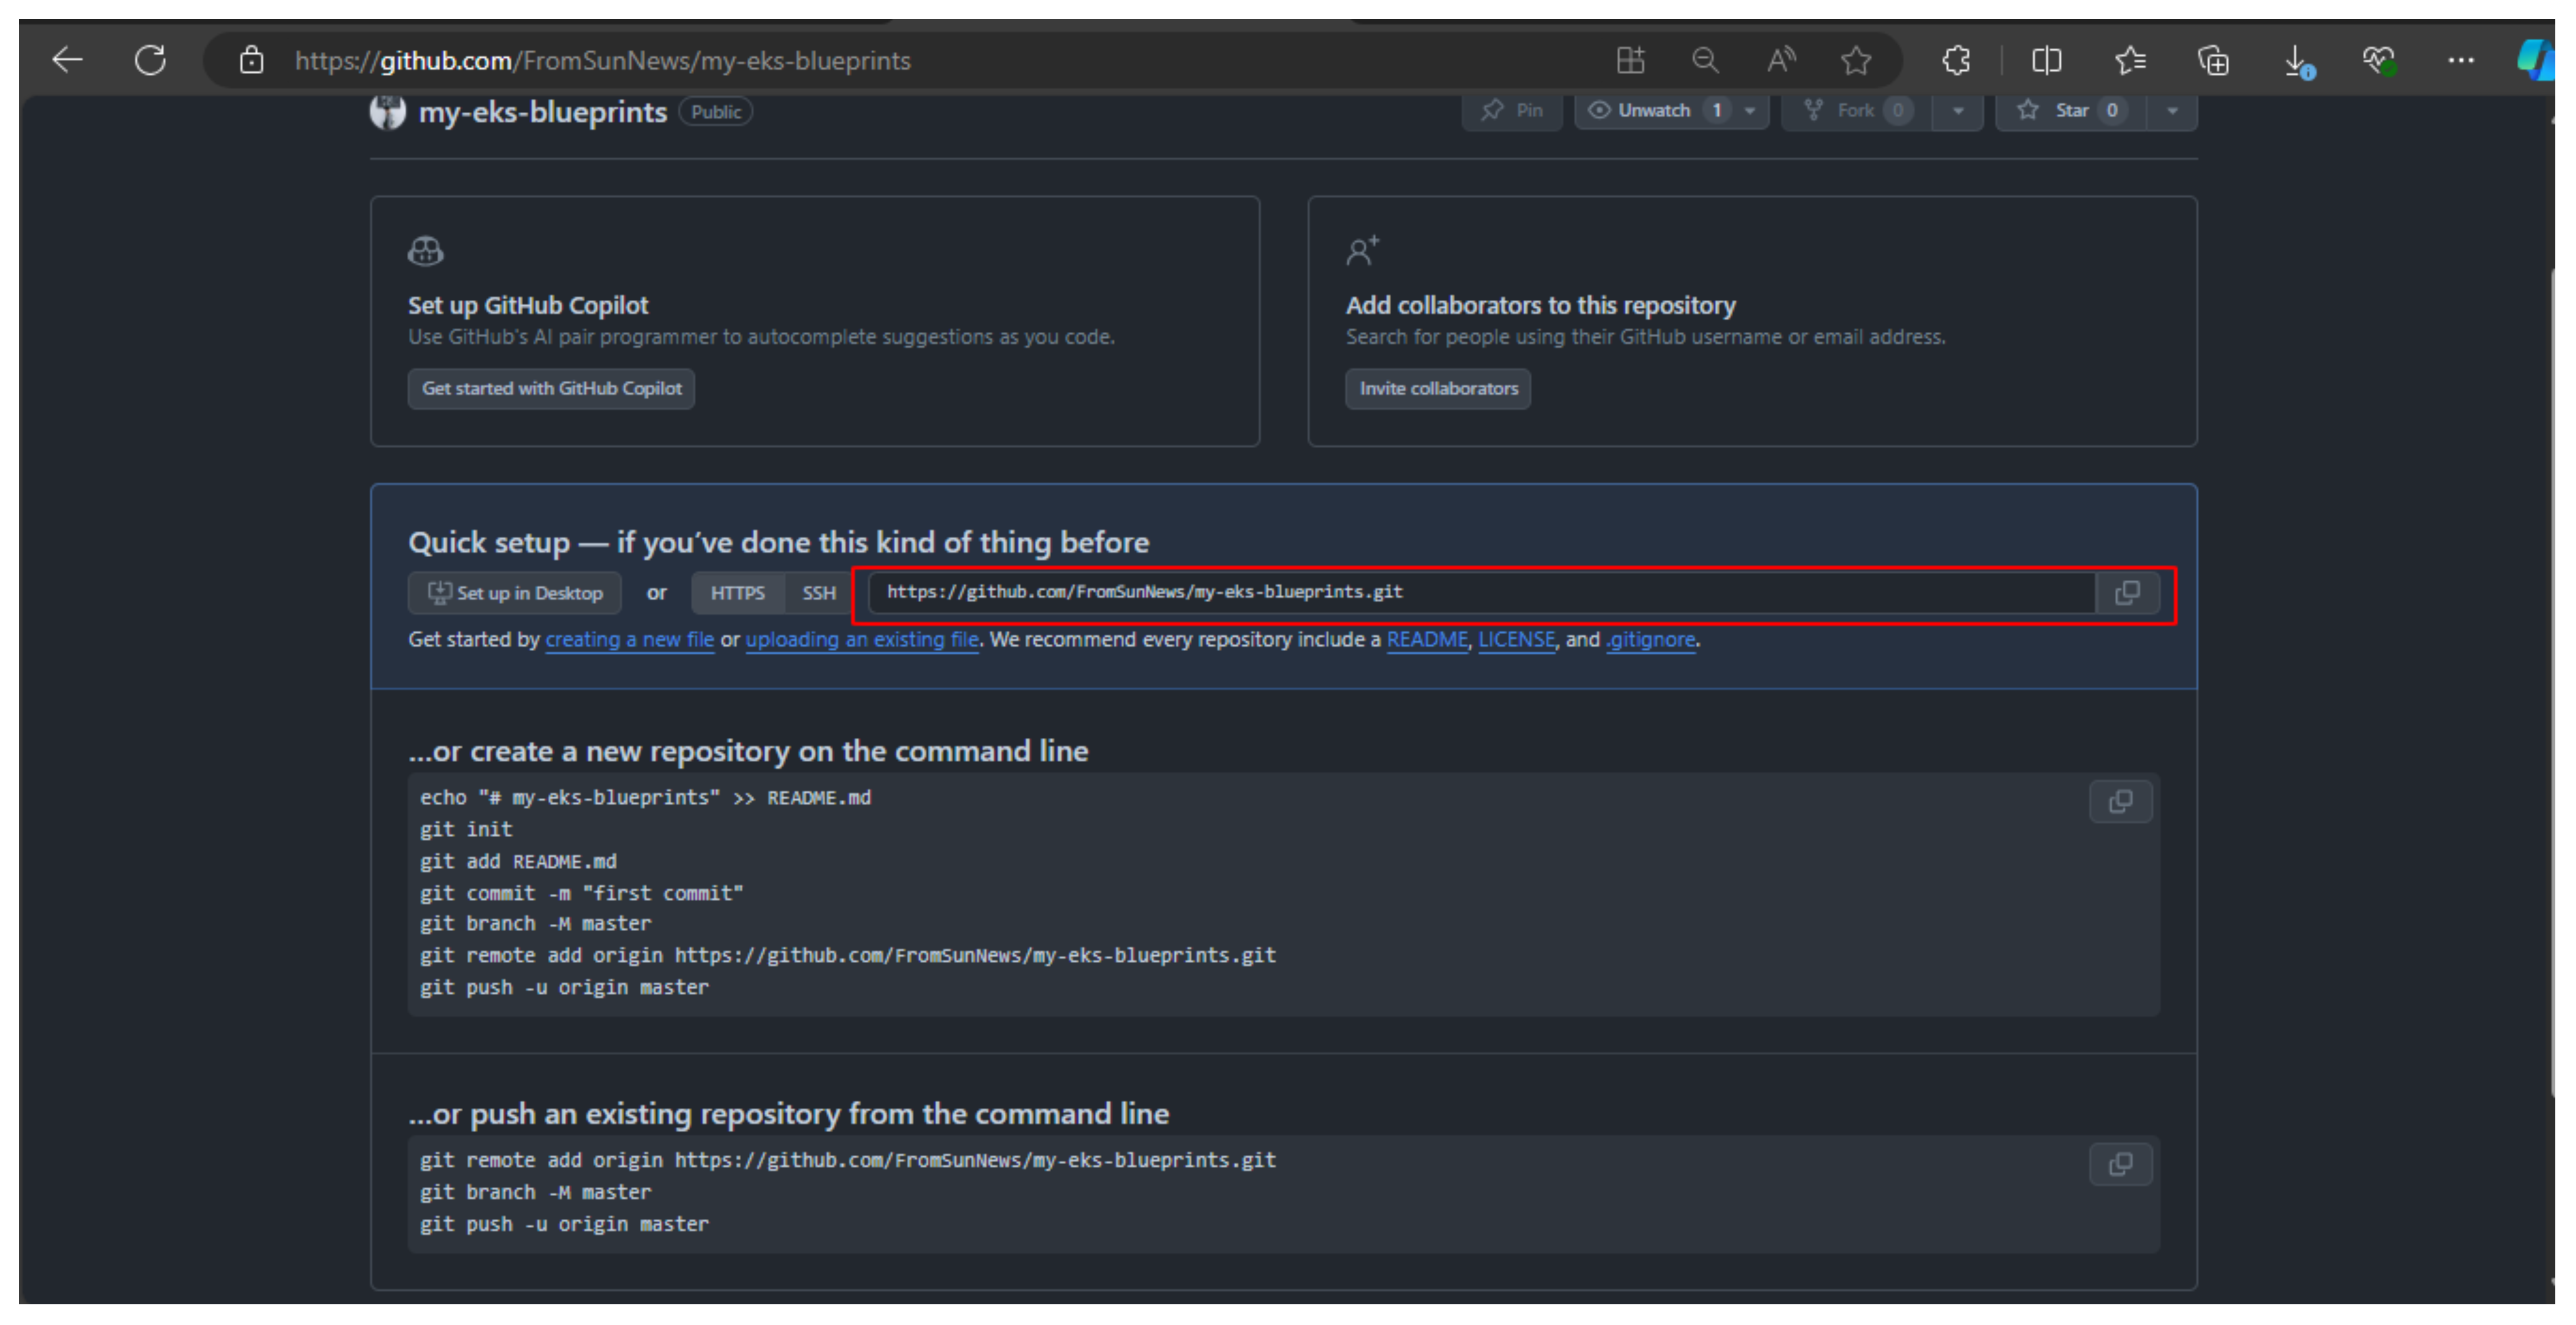 https://github.com/FromSunNews/my-eks-blueprints
my-eks-blueprints Public Pin Unwatch 1 Fork 0 Star 0
Set up GitHub Copilot
Use GitHub's AI pair programmer to autocomplete suggestions as you code.
Get started with GitHub Copilot
Add collaborators to this repository
Search for people using their GitHub username or email address.
Invite collaborators
Quick setup — if you've done this kind of thing before
Set up in Desktop or HTTPS SSH https://github.com/FromSunNews/my-eks-blueprints.git
Get started by creating a new file or uploading an existing file. We recommend every repository include a README, LICENSE, and .gitignore.
...or create a new repository on the command line
echo "# my-eks-blueprints" >> README.md
git init
git add README.md
git commit -m "first commit"
git branch -M master
git remote add origin https://github.com/FromSunNews/my-eks-blueprints.git
git push -u origin master
...or push an existing repository from the command line
git remote add origin https://github.com/FromSunNews/my-eks-blueprints.git
git branch -M master
git push -u origin master